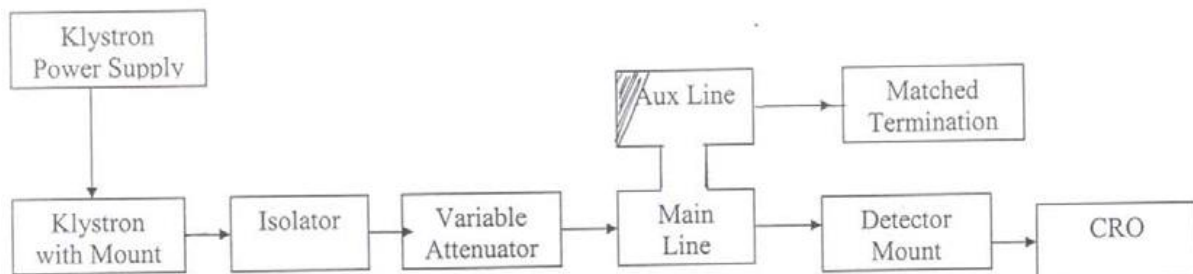 Klystron
Power Supply
Aux Line
Matched
Termination
Klystron
with Mount
Isolator
Variable
Attenuator
Main
Line
Detector
Mount
CRO